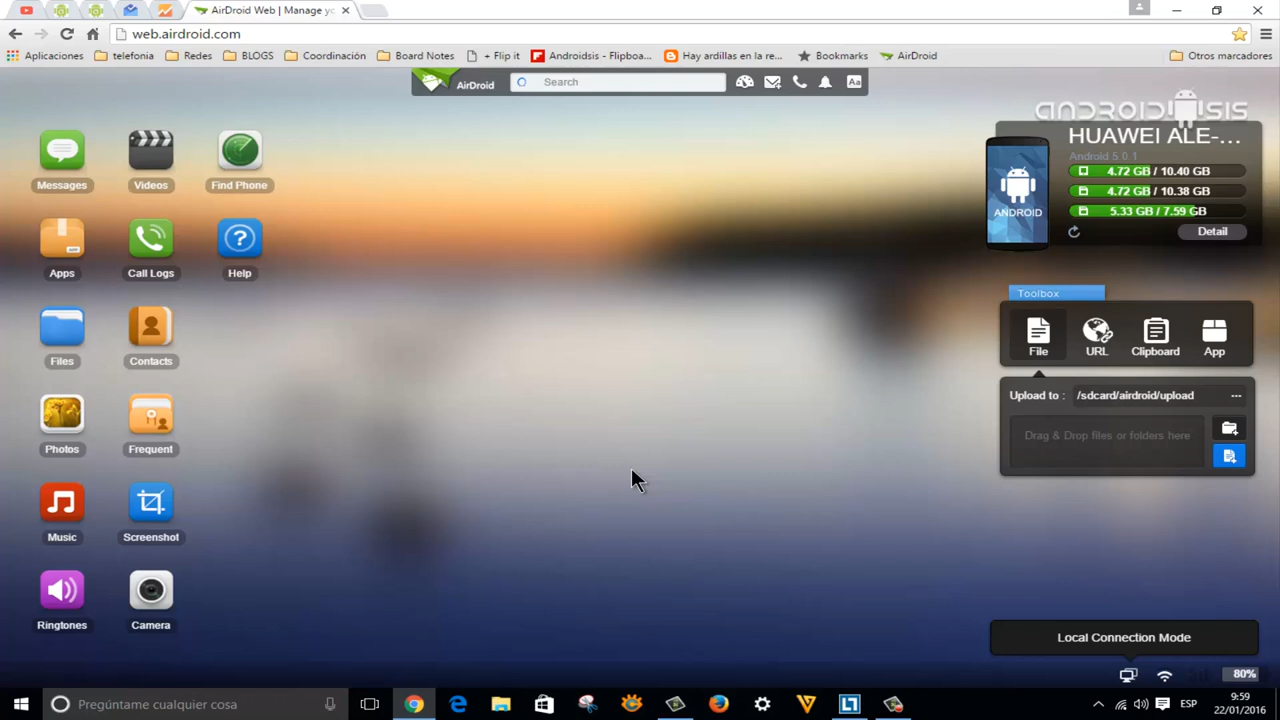 AirDroid Web | Manage yo
web.airdroid.com
Aplicaciones telefonia Redes BLOGS Coordinación Board Notes + Flip it Androidsis - Flipboa... Hay ardillas en la re... Bookmarks AirDroid Otros marcadores
AirDroid Search Aa
ANDROIDSIS
HUAWEI ALE-...
Android 5.0.1
4.72 GB / 10.40 GB
4.72 GB / 10.38 GB
5.33 GB / 7.59 GB
ANDROID
Detail
Messages Videos Find Phone
Apps Call Logs Help
Files Contacts
Photos Frequent
Music Screenshot
Ringtones Camera
Toolbox
File URL Clipboard App
Upload to : /sdcard/airdroid/upload ...
Drag & Drop files or folders here
Local Connection Mode
80%
Pregúntame cualquier cosa
ESP
9:59
22/01/2016